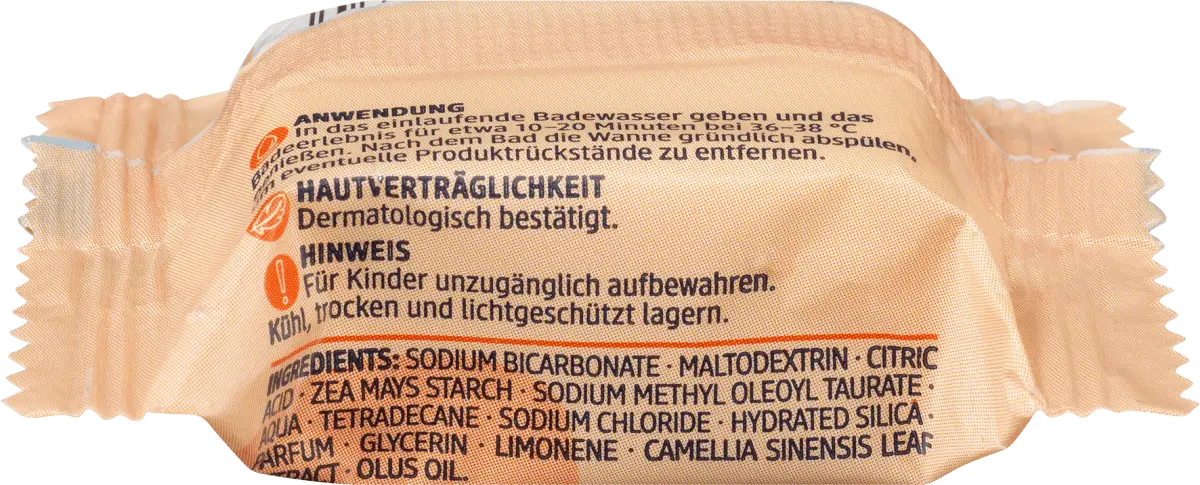 ANWENDUNG
In das einlaufende Badewasser geben und das
Badeerlebnis für etwa 10–20 Minuten bei 36–38 °C
genießen. Nach dem Bad die Wanne gründlich abspülen,
um eventuelle Produktrückstände zu entfernen.
HAUTVERTRÄGLICHKEIT
Dermatologisch bestätigt.
HINWEIS
Für Kinder unzugänglich aufbewahren.
Kühl, trocken und lichtgeschützt lagern.
INGREDIENTS: SODIUM BICARBONATE · MALTODEXTRIN · CITRIC
ACID · ZEA MAYS STARCH · SODIUM METHYL OLEOYL TAURATE ·
AQUA · TETRADECANE · SODIUM CHLORIDE · HYDRATED SILICA ·
PARFUM · GLYCERIN · LIMONENE · CAMELLIA SINENSIS LEAF
EXTRACT · OLUS OIL.